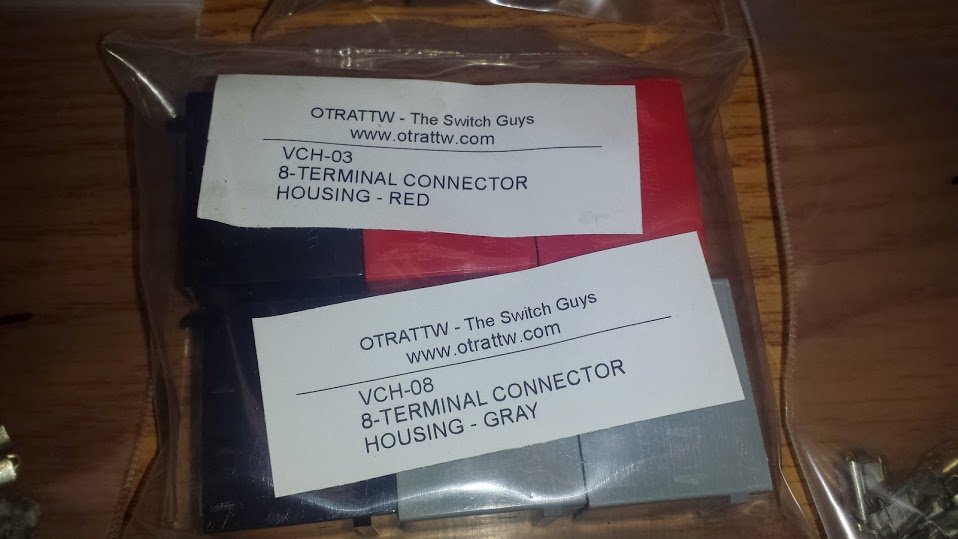 OTRATTW - The Switch Guys
www.otrattw.com
VCH-03
8-TERMINAL CONNECTOR
HOUSING - RED
OTRATTW - The Switch Guys
www.otrattw.com
VCH-08
8-TERMINAL CONNECTOR
HOUSING - GRAY